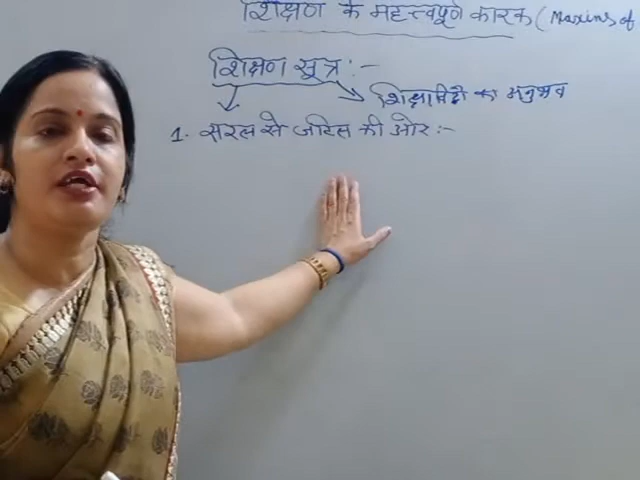 शिक्षण के महत्त्वपूर्ण कारक (Maxims of
शिक्षण सूत्र :-
शिक्षाविदों का अनुभव
1. सरल से जटिल की ओर :-